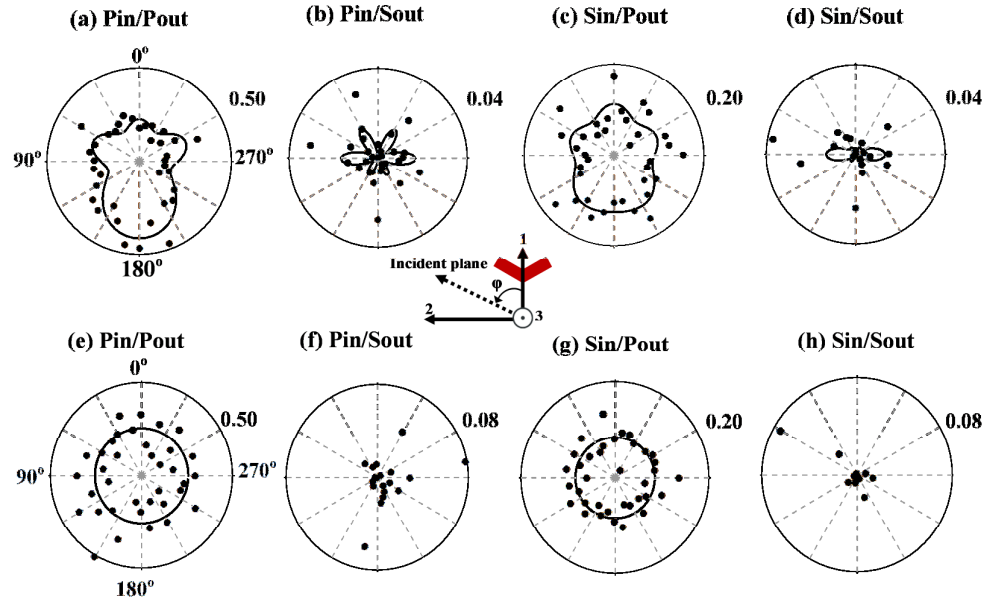 (a) Pin/Pout
(b) Pin/Sout
(c) Sin/Pout
(d) Sin/Sout
0°
0.50
0.04
0.20
0.04
90°
270°
180°
1
Incident plane
φ
2
3
(e) Pin/Pout
(f) Pin/Sout
(g) Sin/Pout
(h) Sin/Sout
0°
0.50
0.08
0.20
0.08
90°
270°
180°